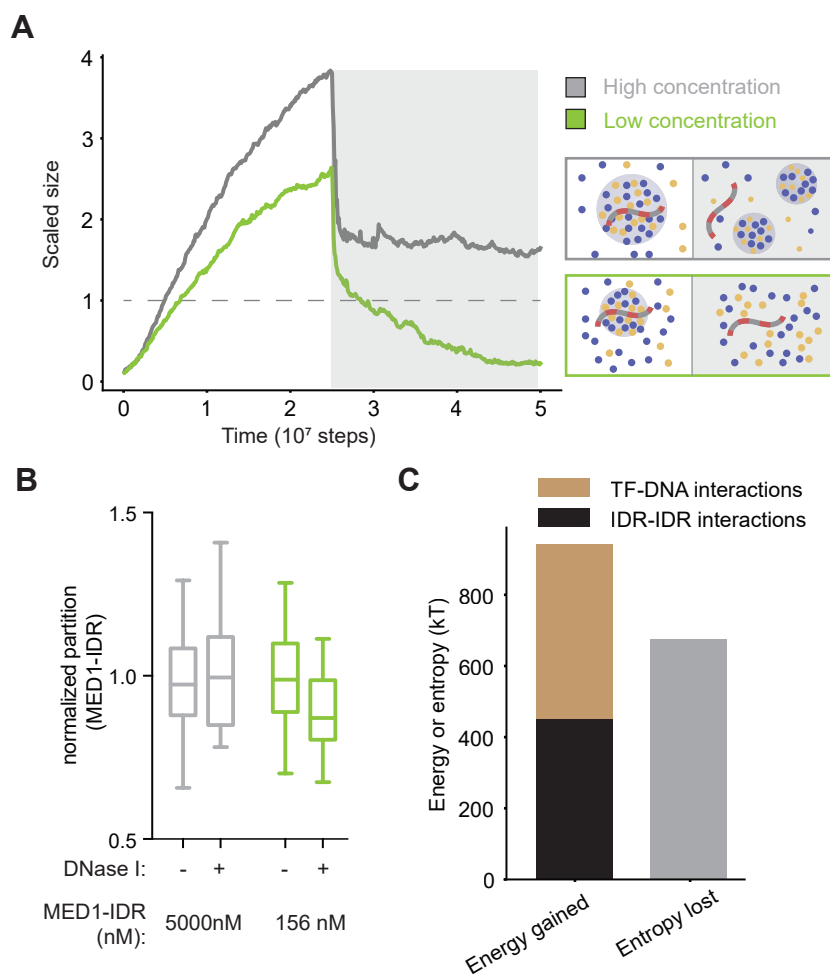 A
4
3
2
1
0
Scaled size
0 1 2 3 4 5
Time (10⁷ steps)
High concentration
Low concentration
B
1.5
1.0
0.5
normalized partition
(MED1-IDR)
DNase I: - + - +
MED1-IDR
(nM):
5000nM 156 nM
C
TF-DNA interactions
IDR-IDR interactions
800
600
400
200
0
Energy or entropy (kT)
Energy gained
Entropy lost